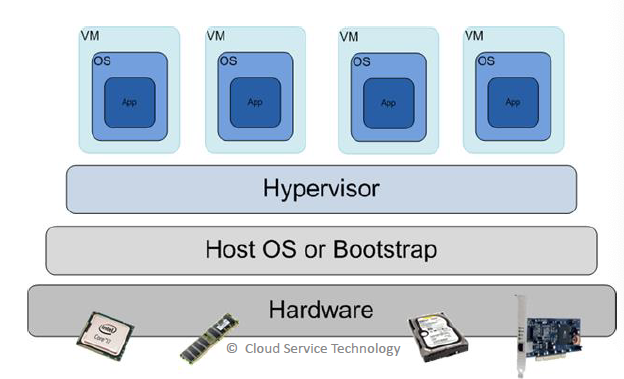 VM
VM
VM
VM
OS
OS
OS
OS
App
App
App
App
Hypervisor
Host OS or Bootstrap
Hardware
intel
Core i7
© Cloud Service Technology